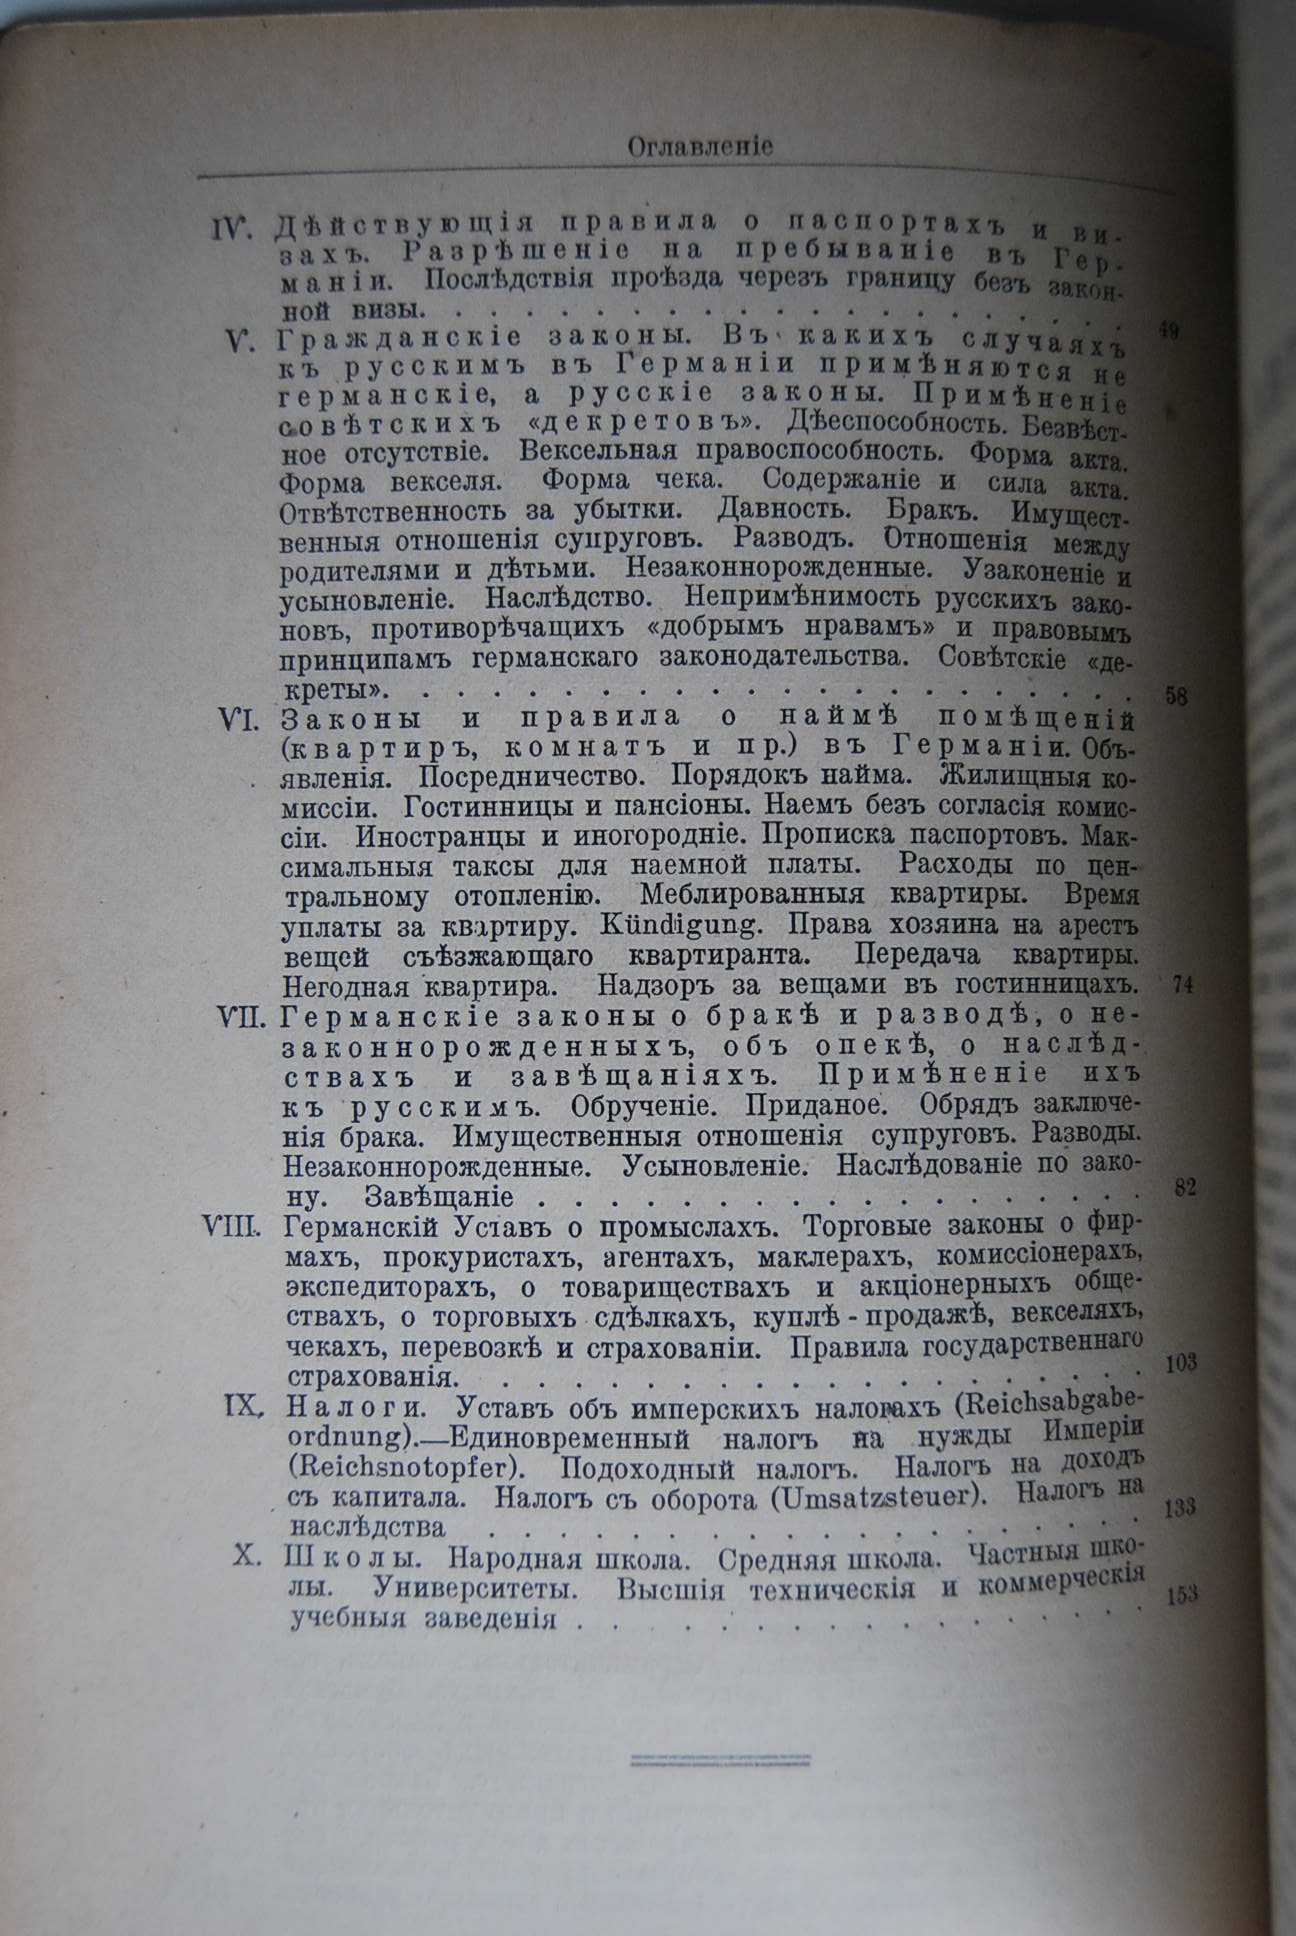 Оглавленіе
IV. Дѣйствующія правила о паспортахъ и ви-
захъ. Разрѣшеніе на пребываніе въ Гер-
маніи. Послѣдствія проѣзда черезъ границу безъ закон-
ной визы. . . . . . . . . . . . . . . . . . . . 49
V. Гражданскіе законы. Въ какихъ случаяхъ
къ русскимъ въ Германіи примѣняются не
германскіе, а русскіе законы. Примѣненіе
совѣтскихъ «декретовъ». Дѣеспособность. Безвѣст-
ное отсутствіе. Вексельная правоспособность. Форма акта.
Форма векселя. Форма чека. Содержаніе и сила акта.
Отвѣтственность за убытки. Давность. Бракъ. Имущест-
венныя отношенія супруговъ. Разводъ. Отношенія между
родителями и дѣтьми. Незаконнорожденные. Узаконеніе и
усыновленіе. Наслѣдство. Непримѣнимость русскихъ зако-
новъ, противорѣчащихъ «добрымъ нравамъ» и правовымъ
принципамъ германскаго законодательства. Совѣтскіе «де-
креты». . . . . . . . . . . . . . . . . . . . . 58
VI. Законы и правила о наймѣ помѣщеній
(квартиръ, комнатъ и пр.) въ Германіи. Объ-
явленія. Посредничество. Порядокъ найма. Жилищныя ко-
миссіи. Гостинницы и пансіоны. Наемъ безъ согласія комис-
сіи. Иностранцы и иногородніе. Прописка паспортовъ. Мак-
симальныя таксы для наемной платы. Расходы по цен-
тральному отопленію. Меблированныя квартиры. Время
уплаты за квартиру. Kündigung. Права хозяина на арестъ
вещей съѣзжающаго квартиранта. Передача квартиры.
Негодная квартира. Надзоръ за вещами въ гостинницахъ. 74
VII. Германскіе законы о бракѣ и разводѣ, о не-
законнорожденныхъ, объ опекѣ, о наслѣд-
ствахъ и завѣщаніяхъ. Примѣненіе ихъ
къ русскимъ. Обрученіе. Приданое. Обрядъ заключе-
нія брака. Имущественныя отношенія супруговъ. Разводы.
Незаконнорожденные. Усыновленіе. Наслѣдованіе по зако-
ну. Завѣщаніе . . . . . . . . . . . . . . . . . 82
VIII. Германскій Уставъ о промыслахъ. Торговые законы о фир-
махъ, прокуристахъ, агентахъ, маклерахъ, комиссіонерахъ,
экспедиторахъ, о товариществахъ и акціонерныхъ обще-
ствахъ, о торговыхъ сдѣлкахъ, куплѣ - продажѣ, векселяхъ,
чекахъ, перевозкѣ и страхованіи. Правила государственнаго
страхованія. . . . . . . . . . . . . . . . . . . 103
IX. Налоги. Уставъ объ имперскихъ налогахъ (Reichsabgabe-
ordnung).—Единовременный налогъ на нужды Имперіи
(Reichsnotopfer). Подоходный налогъ. Налогъ на доходъ
съ капитала. Налогъ съ оборота (Umsatzsteuer). Налогъ на
наслѣдства . . . . . . . . . . . . . . . . . . . 133
X. Школы. Народная школа. Средняя школа. Частныя шко-
лы. Университеты. Высшія техническія и коммерческія
учебныя заведенія . . . . . . . . . . . . . . . . 153